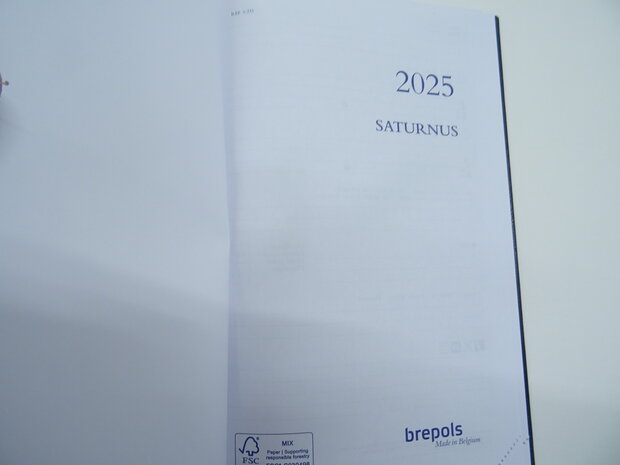 2025
SATURNUS
brepols
Made in Belgium
FSC
MIX
Paper | Supporting
responsible forestry